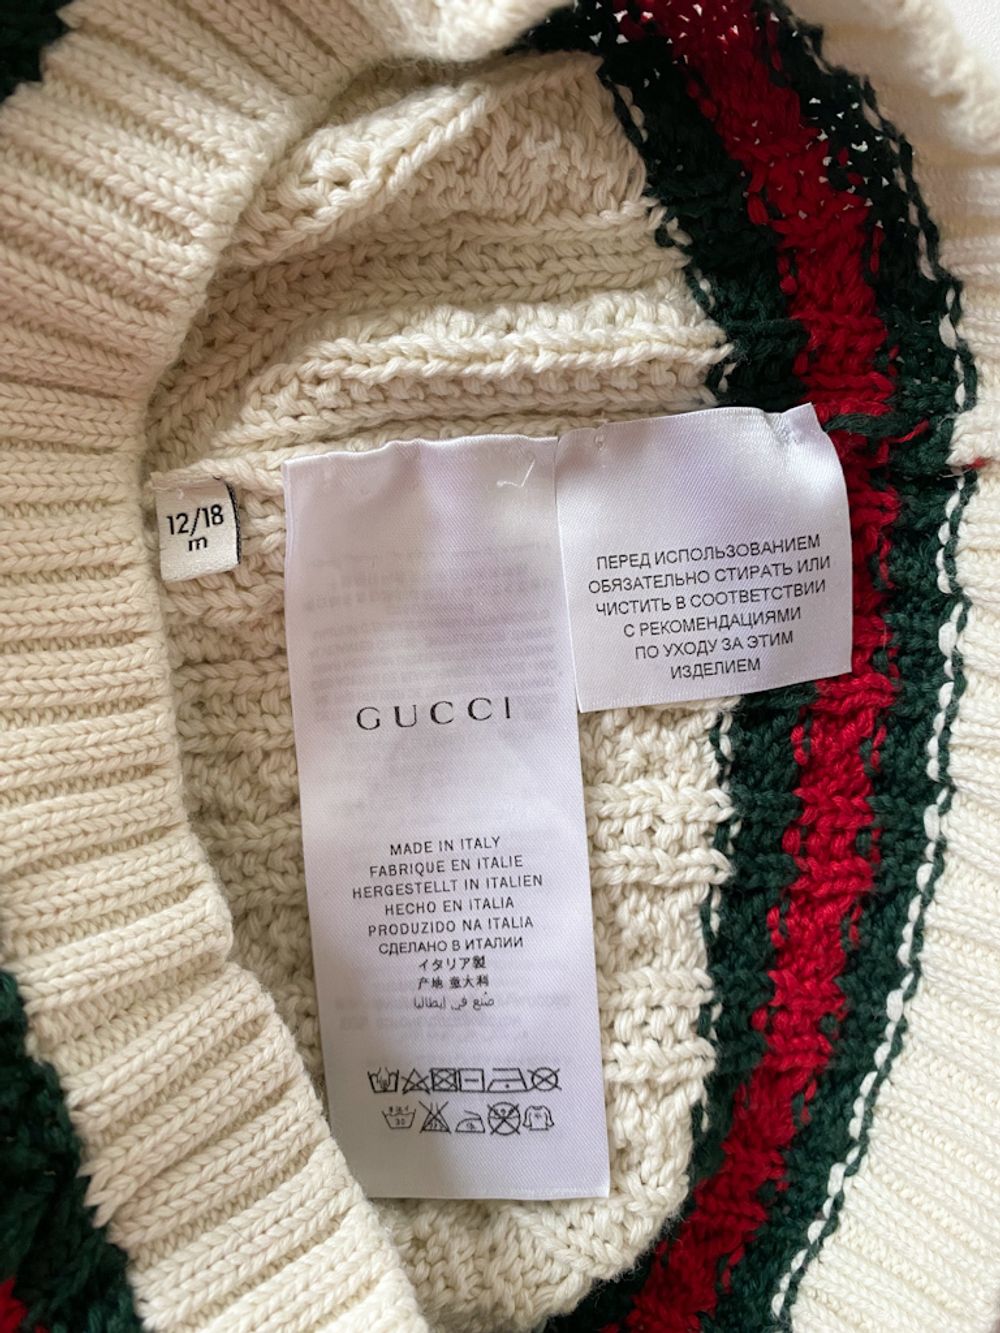 12/18
m
GUCCI
MADE IN ITALY
FABRIQUE EN ITALIE
HERGESTELLT IN ITALIEN
HECHO EN ITALIA
PRODUZIDO NA ITALIA
СДЕЛАНО В ИТАЛИИ
イタリア製
产地 意大利
صنع في إيطاليا
30
ПЕРЕД ИСПОЛЬЗОВАНИЕМ
ОБЯЗАТЕЛЬНО СТИРАТЬ ИЛИ
ЧИСТИТЬ В СООТВЕТСТВИИ
С РЕКОМЕНДАЦИЯМИ
ПО УХОДУ ЗА ЭТИМ
ИЗДЕЛИЕМ